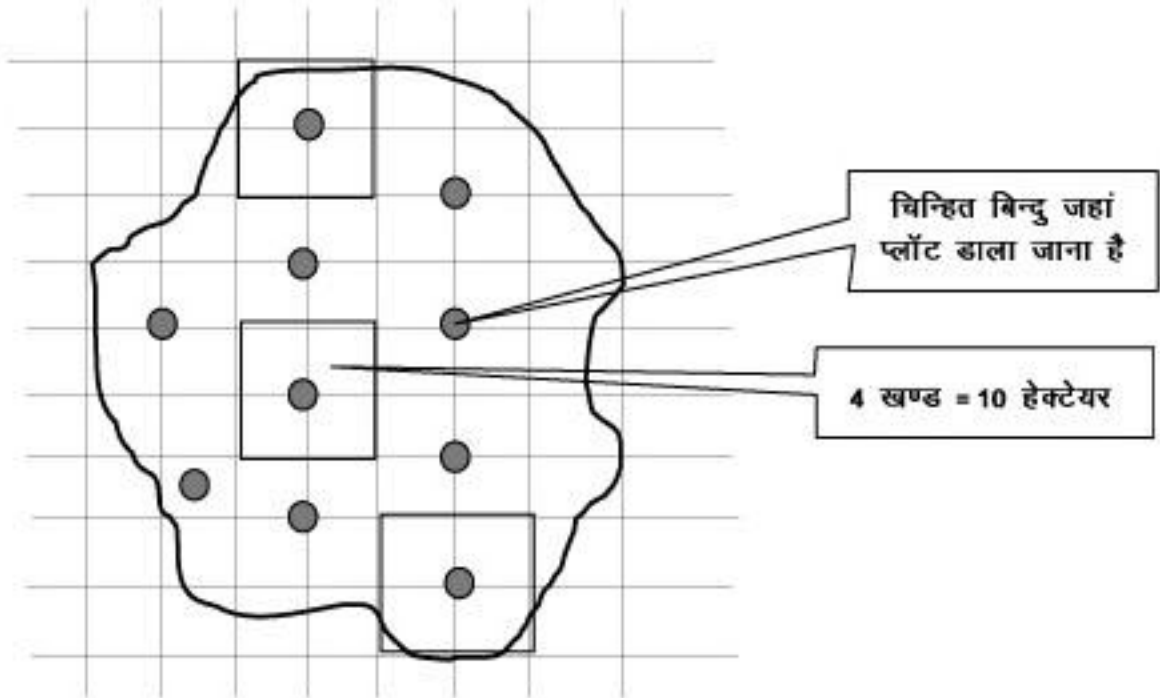 चिन्हित बिन्दु जहां
प्लॉट डाला जाना है
4 खण्ड = 10 हेक्टेयर